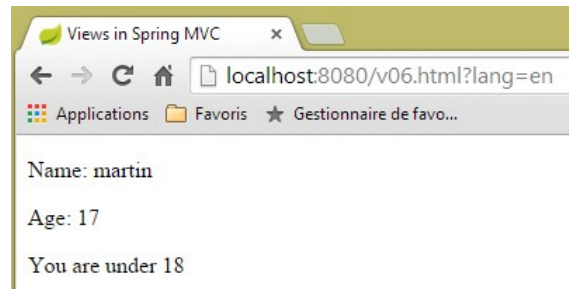 Views in Spring MVC
localhost:8080/v06.html?lang=en
Applications Favoris Gestionnaire de favo...
Name: martin
Age: 17
You are under 18